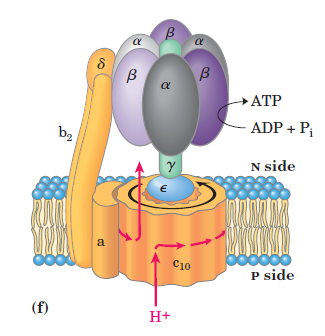 β
α
α
δ
β
α
β
ATP
ADP + Pᵢ
b₂
γ
N side
ϵ
a
c₁₀
P side
(f)
H+